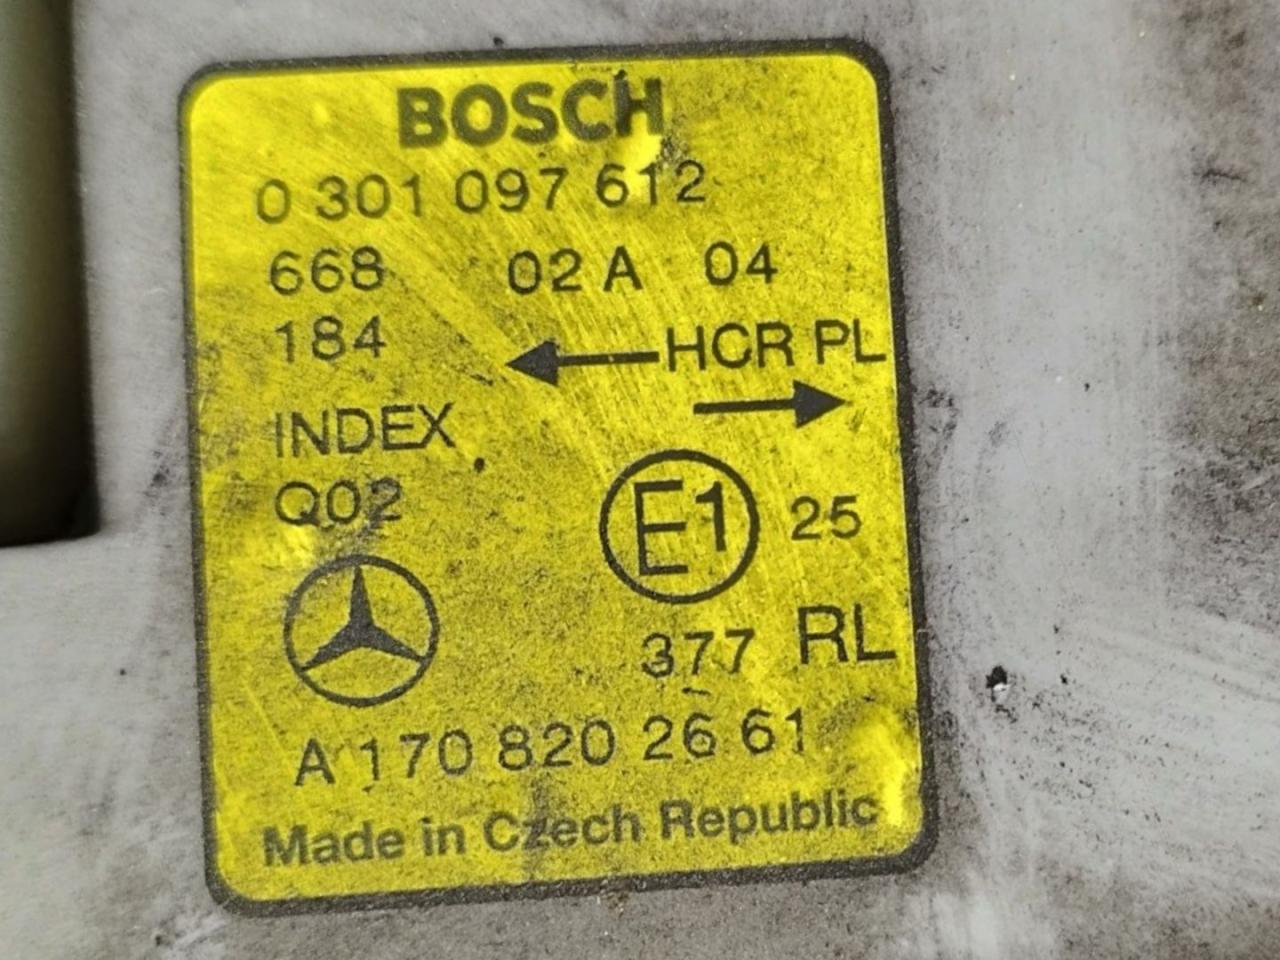 BOSCH
0 301 097 612
668 02 A 04
184 HCR PL
INDEX
Q02
E1 25
377 RL
A 170 820 26 61
Made in Czech Republic